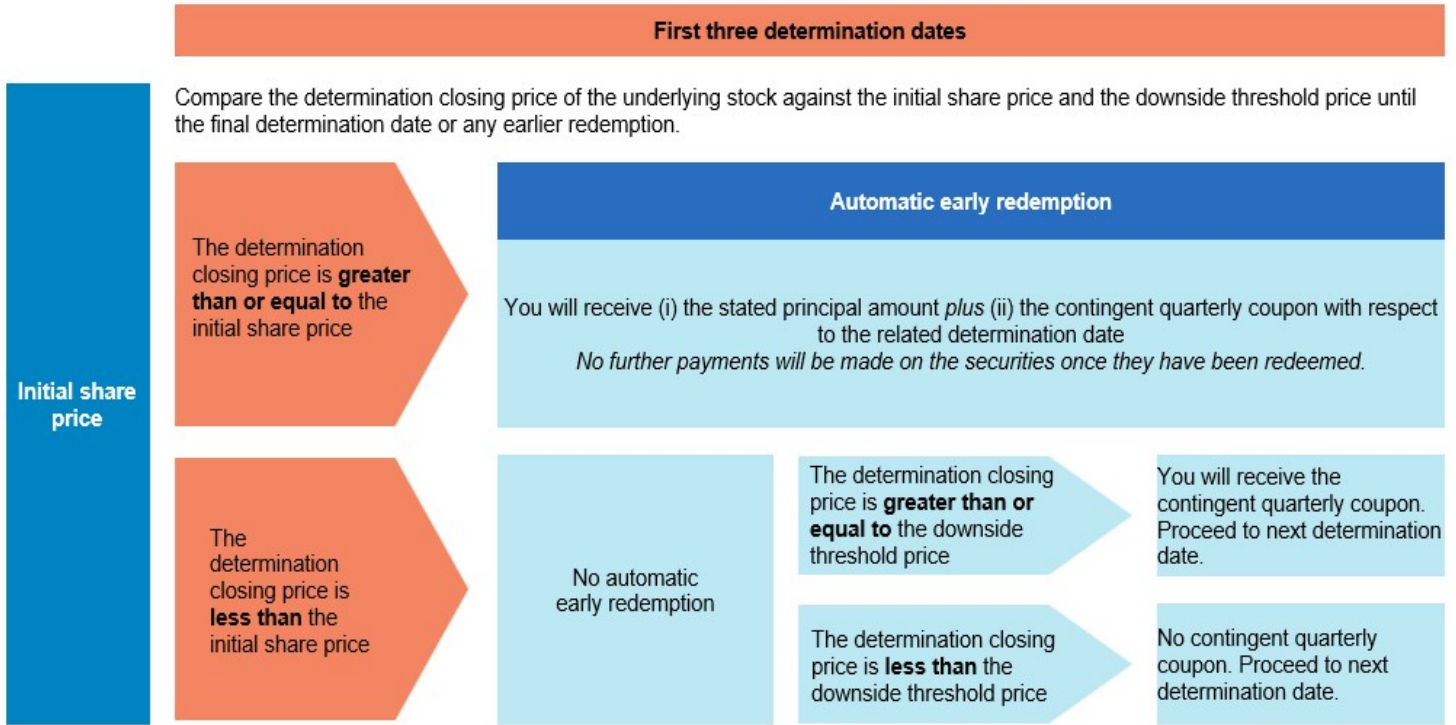 First three determination dates
Compare the determination closing price of the underlying stock against the initial share price and the downside threshold price until
the final determination date or any earlier redemption.
Initial share
price
The determination
closing price is greater
than or equal to the
initial share price
Automatic early redemption
You will receive (i) the stated principal amount plus (ii) the contingent quarterly coupon with respect
to the related determination date
No further payments will be made on the securities once they have been redeemed.
The
determination
closing price is
less than the
initial share price
No automatic
early redemption
The determination closing
price is greater than or
equal to the downside
threshold price
You will receive the
contingent quarterly coupon.
Proceed to next determination
date.
The determination closing
price is less than the
downside threshold price
No contingent quarterly
coupon. Proceed to next
determination date.